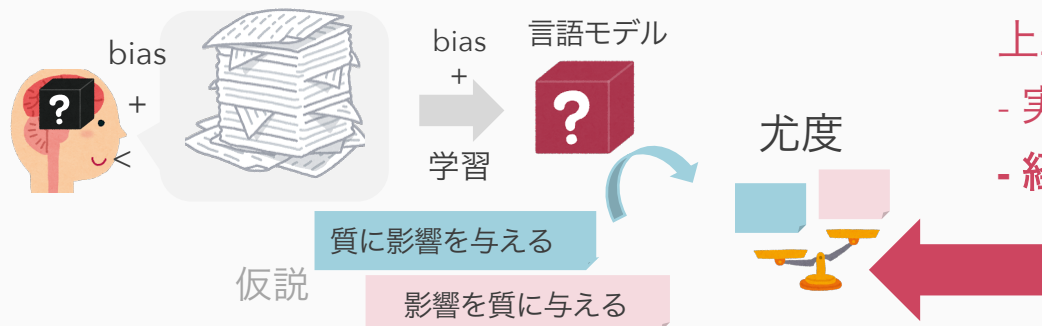 bias
+
?
bias
+
学習
言語モデル
?
尤度
仮説
質に影響を与える
影響を質に与える
上
- 実
- 経